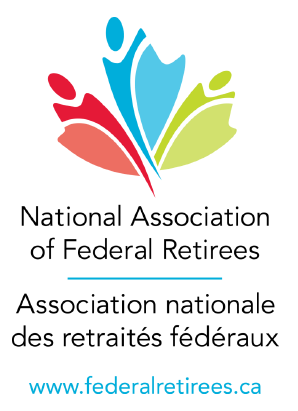 National Association
of Federal Retirees
Association nationale
des retraités fédéraux
www.federalretirees.ca